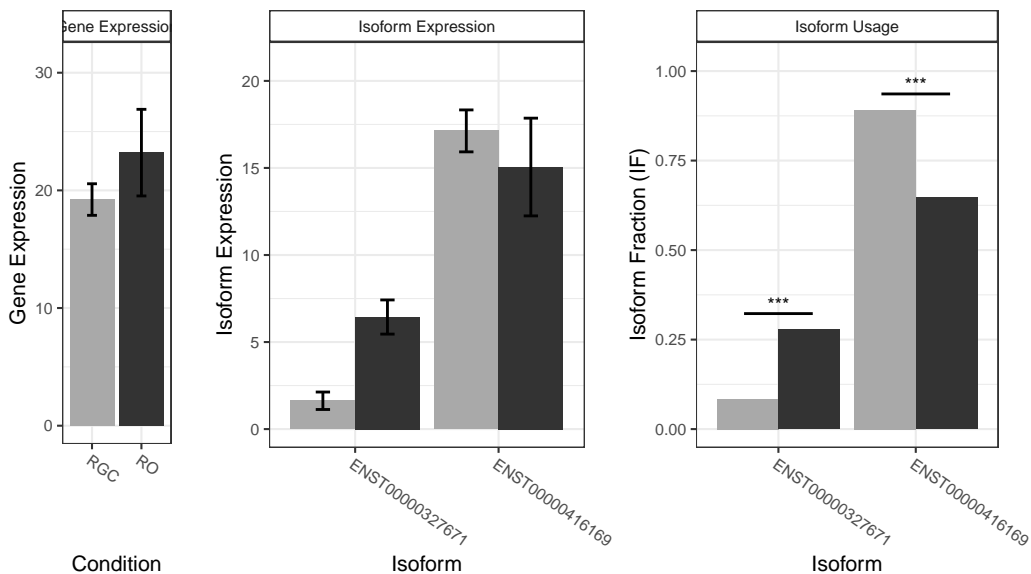 Gene Expression
Gene Expression
30
20
10
0
RGC
RO
Condition
Isoform Expression
Isoform Expression
20
15
10
5
0
ENST00000327671
ENST00000416169
Isoform
Isoform Usage
Isoform Fraction (IF)
1.00
0.75
0.50
0.25
0.00
***
***
ENST00000327671
ENST00000416169
Isoform